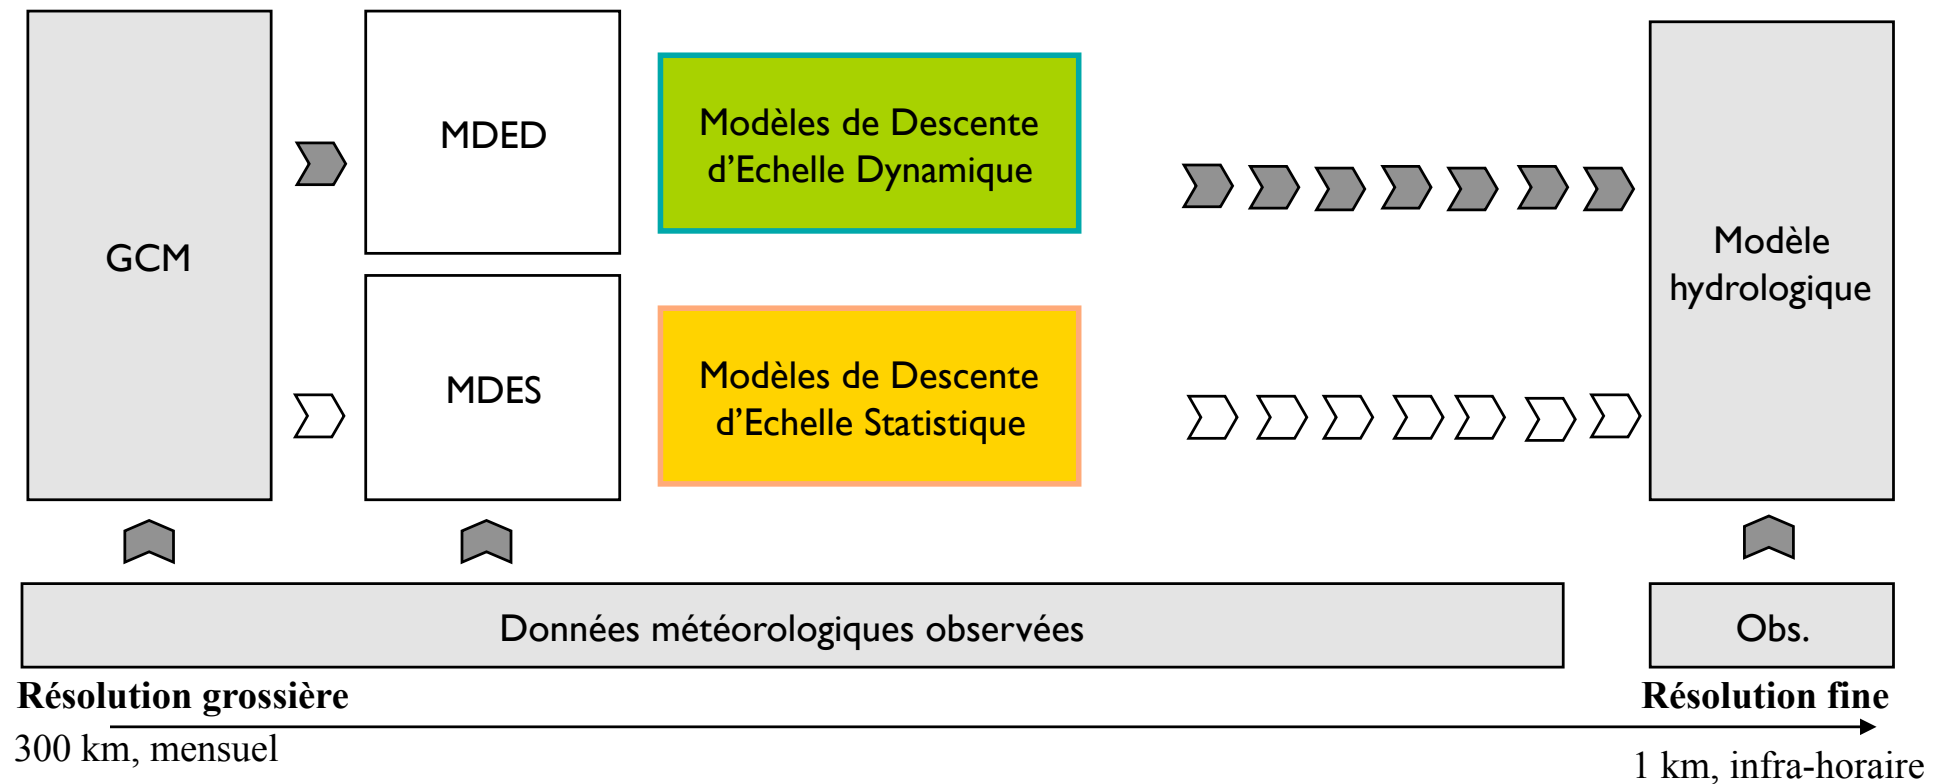 GCM
MDED
Modèles de Descente
d'Echelle Dynamique
MDES
Modèles de Descente
d'Echelle Statistique
Modèle
hydrologique
Données météorologiques observées
Obs.
Résolution grossière
Résolution fine
300 km, mensuel
1 km, infra-horaire